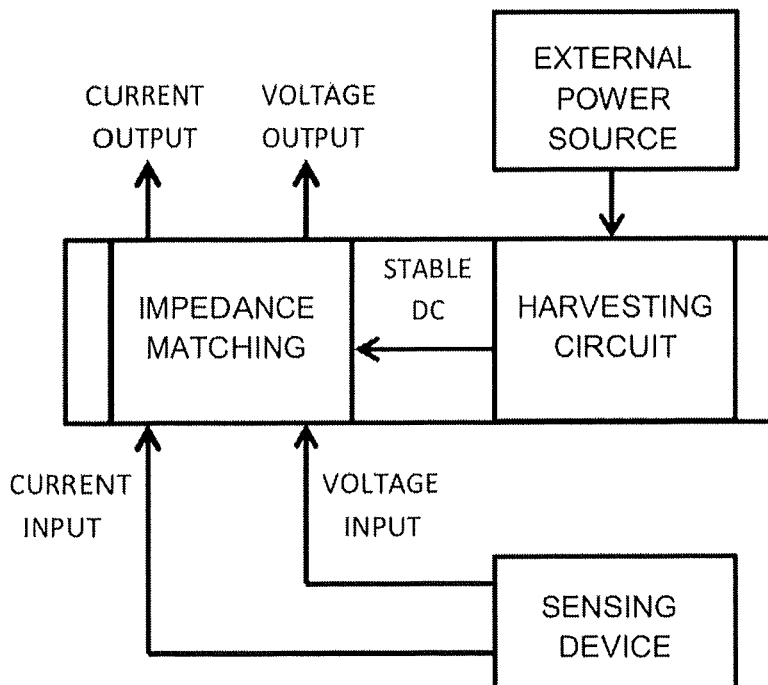 EXTERNAL
POWER
SOURCE
CURRENT
OUTPUT
VOLTAGE
OUTPUT
IMPEDANCE
MATCHING
STABLE
DC
HARVESTING
CIRCUIT
CURRENT
INPUT
VOLTAGE
INPUT
SENSING
DEVICE